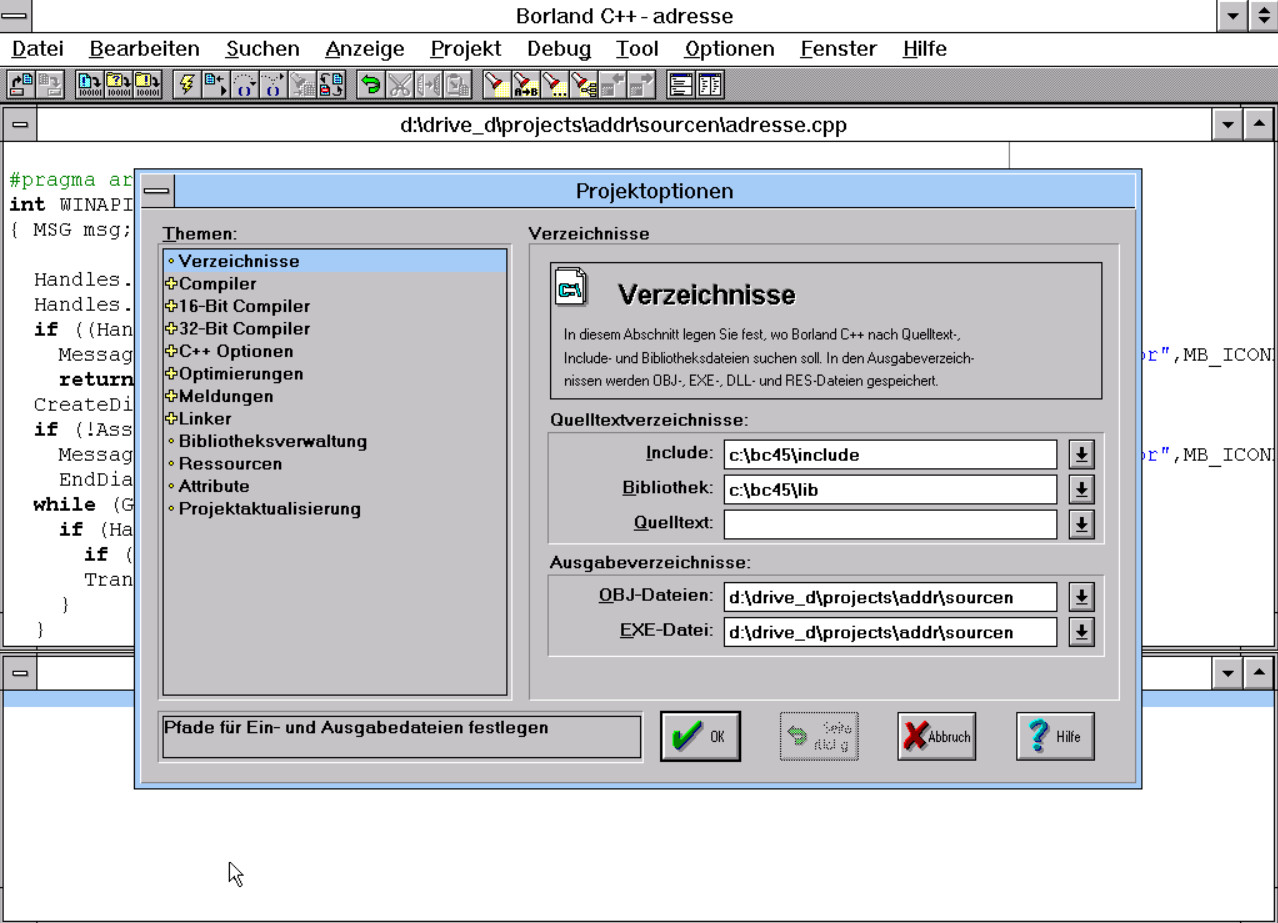 Borland C++ - adresse
Datei Bearbeiten Suchen Anzeige Projekt Debug Tool Optionen Fenster Hilfe
d:\drive_d\projects\addr\sourcen\adresse.cpp
#pragma ar
int WINAPI
{ MSG msg;
Handles.
Handles.
if ((Han
Messag or",MB_ICON
return
CreateDi
if (!Ass
Messag or",MB_ICON
EndDia
while (G
if (Ha
if (
Tran
}
}
Projektoptionen
Themen:
Verzeichnisse
Compiler
16-Bit Compiler
32-Bit Compiler
C++ Optionen
Optimierungen
Meldungen
Linker
Bibliotheksverwaltung
Ressourcen
Attribute
Projektaktualisierung
Verzeichnisse
C:\
Verzeichnisse
In diesem Abschnitt legen Sie fest, wo Borland C++ nach Quelltext-,
Include- und Bibliotheksdateien suchen soll. In den Ausgabeverzeich-
nissen werden OBJ-, EXE-, DLL- und RES-Dateien gespeichert.
Quelltextverzeichnisse:
Include: c:\bc45\include
Bibliothek: c:\bc45\lib
Quelltext:
Ausgabeverzeichnisse:
OBJ-Dateien: d:\drive_d\projects\addr\sourcen
EXE-Datei: d:\drive_d\projects\addr\sourcen
Pfade für Ein- und Ausgabedateien festlegen
OK
Seite
Abbruch
Hilfe